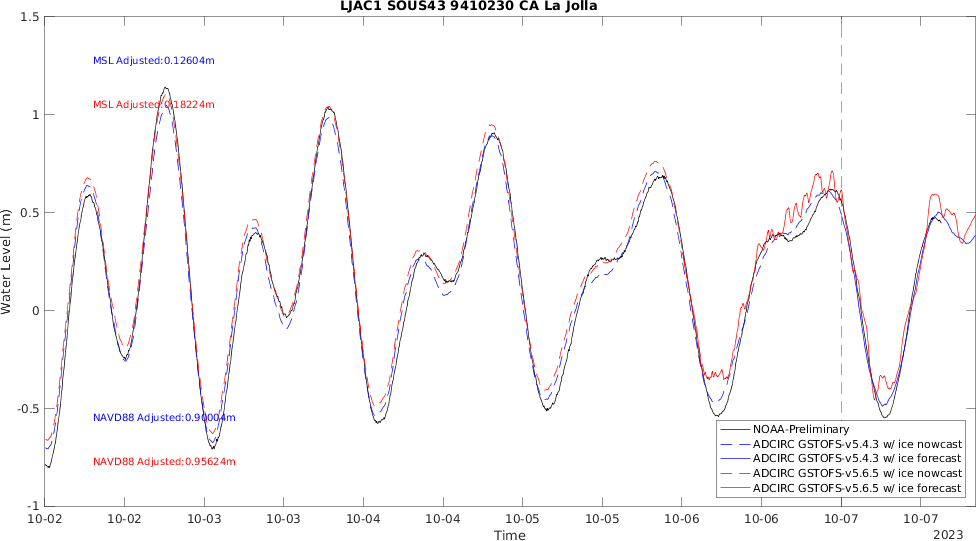 LJAC1 SOUS43 9410230 CA La Jolla
1.5
1
0.5
0
-0.5
-1
Water Level (m)
MSL Adjusted:0.12604m
MSL Adjusted:0.18224m
NAVD88 Adjusted:0.90004m
NAVD88 Adjusted:0.95624m
NOAA-Preliminary
ADCIRC GSTOFS-v5.4.3 w/ ice nowcast
ADCIRC GSTOFS-v5.4.3 w/ ice forecast
ADCIRC GSTOFS-v5.6.5 w/ ice nowcast
ADCIRC GSTOFS-v5.6.5 w/ ice forecast
10-02 10-02 10-03 10-03 10-04 10-04 10-05 10-05 10-06 10-06 10-07 10-07
Time
2023